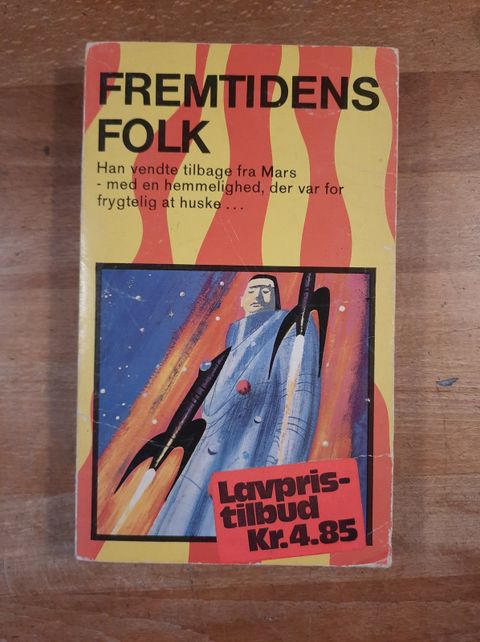 FREMTIDENS
FOLK
Han vendte tilbage fra Mars
- med en hemmelighed, der var for
frygtelig at huske ...
Lavpris-
tilbud
Kr. 4.85